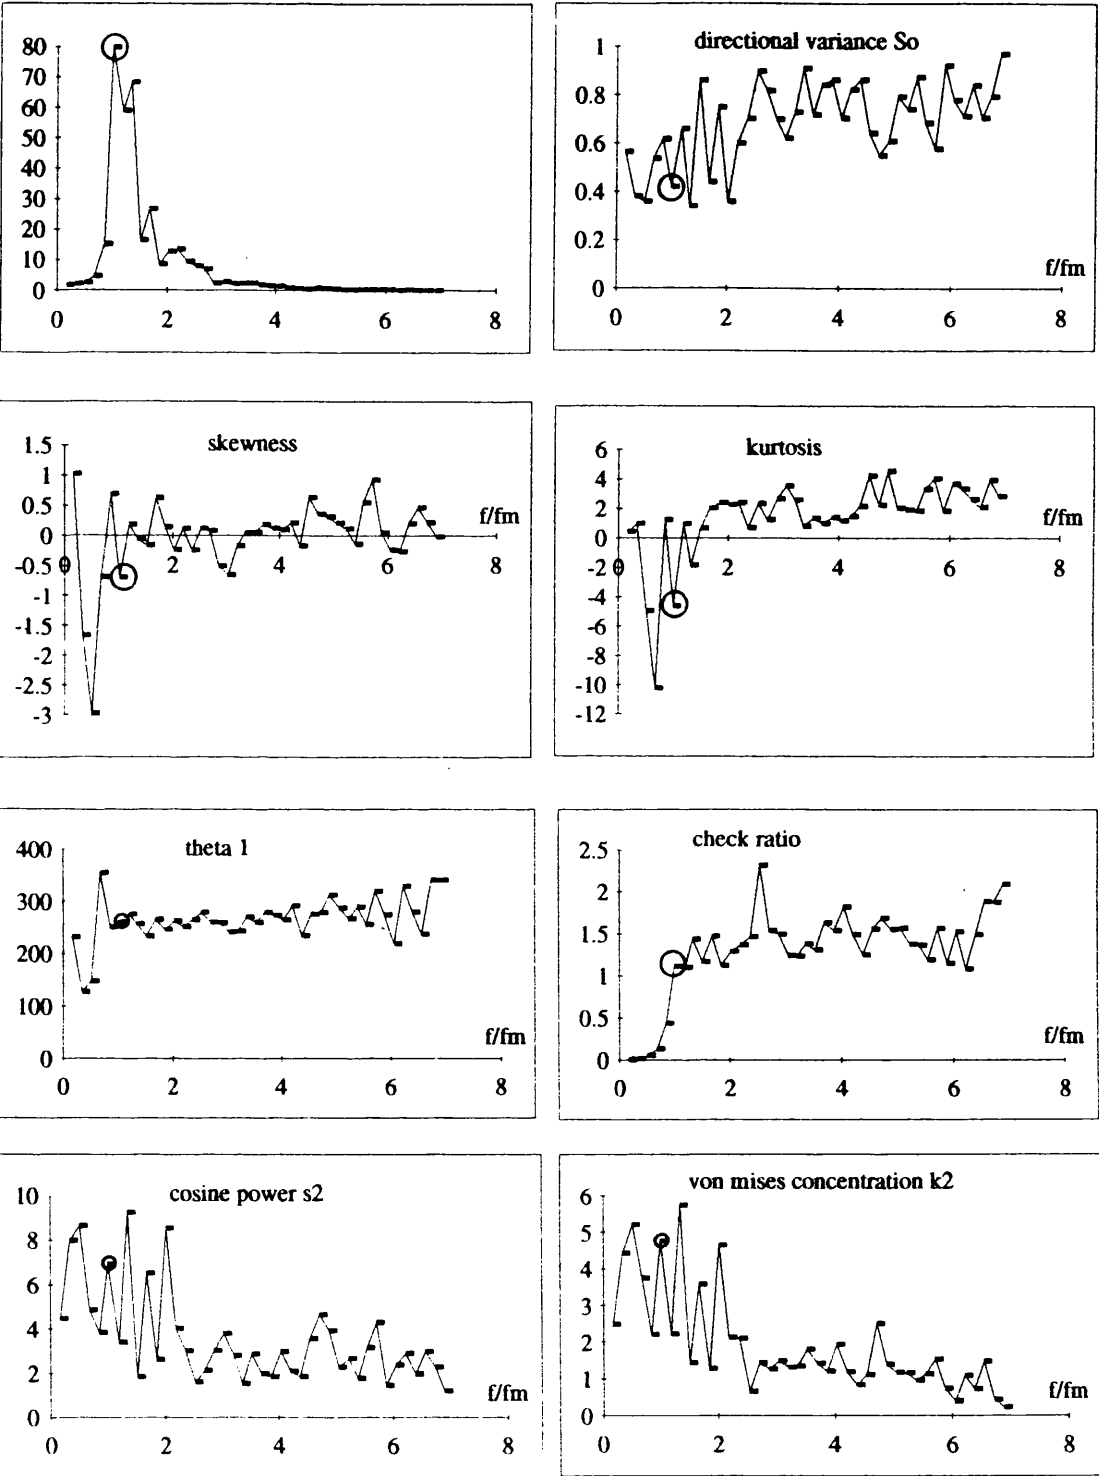 80
70
60
50
40
30
20
10
0
0 2 4 6 8
directional variance So
1
0.8
0.6
0.4
0.2
0
f/fm
0 2 4 6 8
skewness
1.5
1
0.5
0
-0.5
-1
-1.5
-2
-2.5
-3
f/fm
0 2 4 6 8
kurtosis
6
4
2
0
-2
-4
-6
-8
-10
-12
f/fm
0 2 4 6 8
theta 1
400
300
200
100
0
f/fm
0 2 4 6 8
check ratio
2.5
2
1.5
1
0.5
0
f/fm
0 2 4 6 8
cosine power s2
10
8
6
4
2
0
f/fm
0 2 4 6 8
von mises concentration k2
6
5
4
3
2
1
0
f/fm
0 2 4 6 8